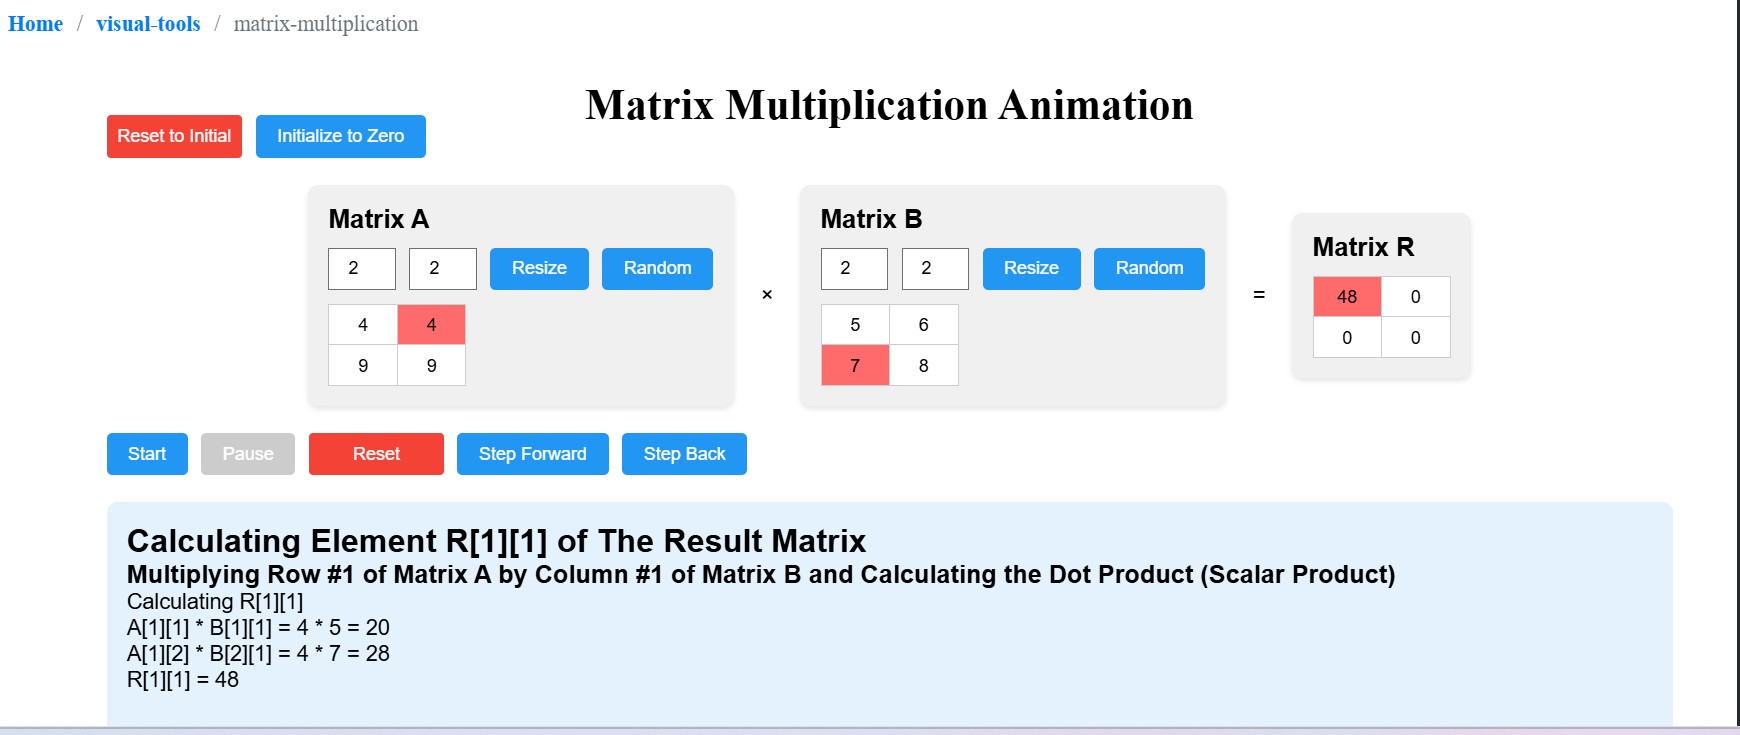 Home / visual-tools / matrix-multiplication
Matrix Multiplication Animation
Reset to Initial Initialize to Zero
Matrix A
2 2 Resize Random
4 4
9 9
×
Matrix B
2 2 Resize Random
5 6
7 8
=
Matrix R
48 0
0 0
Start Pause Reset Step Forward Step Back
Calculating Element R[1][1] of The Result Matrix
Multiplying Row #1 of Matrix A by Column #1 of Matrix B and Calculating the Dot Product (Scalar Product)
Calculating R[1][1]
A[1][1] * B[1][1] = 4 * 5 = 20
A[1][2] * B[2][1] = 4 * 7 = 28
R[1][1] = 48